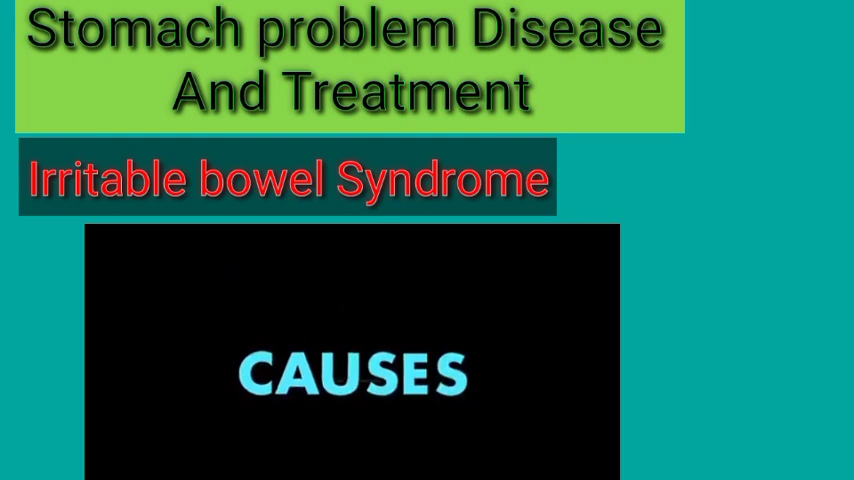 Stomach problem Disease
And Treatment
Irritable bowel Syndrome
CAUSES